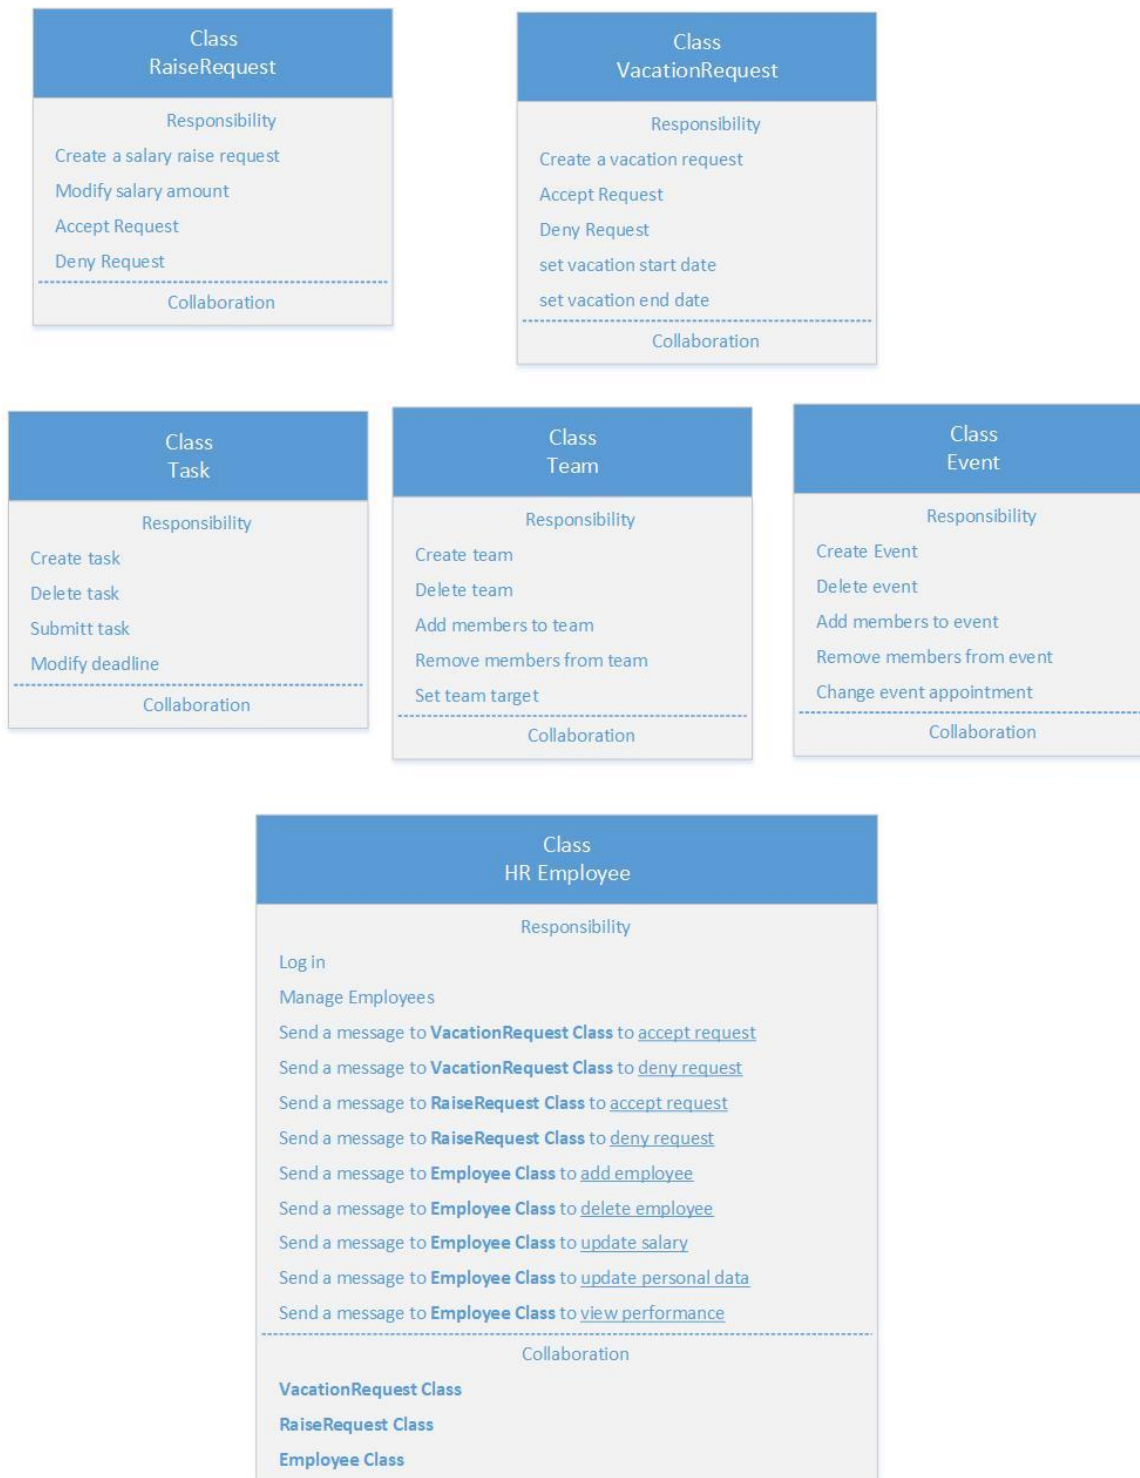 Class
RaiseRequest
Responsibility
Create a salary raise request
Modify salary amount
Accept Request
Deny Request
Collaboration
Class
VacationRequest
Responsibility
Create a vacation request
Accept Request
Deny Request
set vacation start date
set vacation end date
Collaboration
Class
Task
Responsibility
Create task
Delete task
Submitt task
Modify deadline
Collaboration
Class
Team
Responsibility
Create team
Delete team
Add members to team
Remove members from team
Set team target
Collaboration
Class
Event
Responsibility
Create Event
Delete event
Add members to event
Remove members from event
Change event appointment
Collaboration
Class
HR Employee
Responsibility
Log in
Manage Employees
Send a message to VacationRequest Class to accept request
Send a message to VacationRequest Class to deny request
Send a message to RaiseRequest Class to accept request
Send a message to RaiseRequest Class to deny request
Send a message to Employee Class to add employee
Send a message to Employee Class to delete employee
Send a message to Employee Class to update salary
Send a message to Employee Class to update personal data
Send a message to Employee Class to view performance
Collaboration
VacationRequest Class
RaiseRequest Class
Employee Class